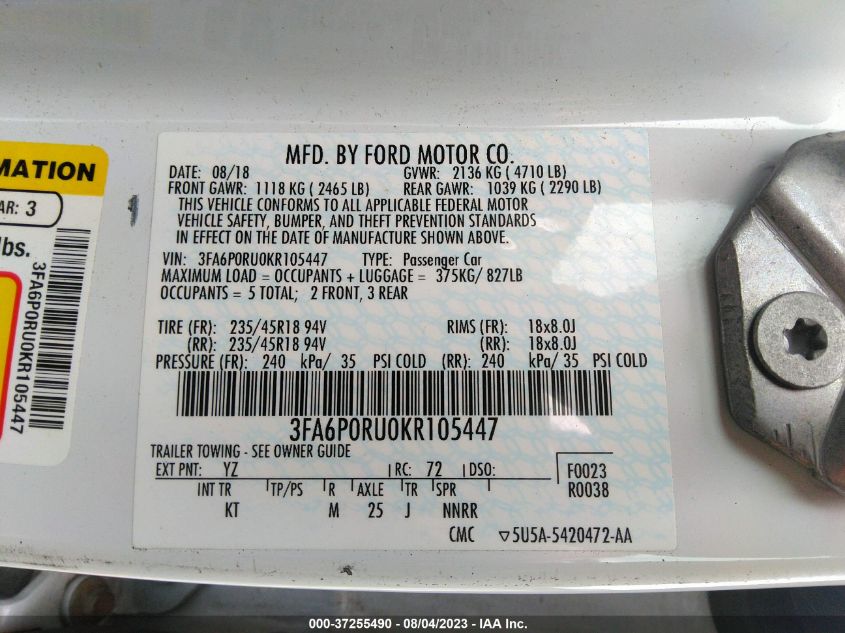 MATION
AR: 3
lbs.
3FA6P0RU0KR105447
MFD. BY FORD MOTOR CO.
DATE: 08/18 GVWR: 2136 KG ( 4710 LB)
FRONT GAWR: 1118 KG ( 2465 LB) REAR GAWR: 1039 KG ( 2290 LB)
THIS VEHICLE CONFORMS TO ALL APPLICABLE FEDERAL MOTOR
VEHICLE SAFETY, BUMPER, AND THEFT PREVENTION STANDARDS
IN EFFECT ON THE DATE OF MANUFACTURE SHOWN ABOVE.
VIN: 3FA6P0RU0KR105447 TYPE: Passenger Car
MAXIMUM LOAD = OCCUPANTS + LUGGAGE = 375KG/ 827LB
OCCUPANTS = 5 TOTAL; 2 FRONT, 3 REAR
TIRE (FR): 235/45R18 94V RIMS (FR): 18x8.0J
(RR): 235/45R18 94V (RR): 18x8.0J
PRESSURE (FR): 240 kPa/ 35 PSI COLD (RR): 240 kPa/ 35 PSI COLD
3FA6P0RU0KR105447
TRAILER TOWING - SEE OWNER GUIDE
EXT PNT: YZ RC: 72 DSO: F0023
INT TR TP/PS R AXLE TR SPR R0038
KT M 25 J NNRR
CMC ▽5U5A-5420472-AA
000-37255490 - 08/04/2023 - IAA Inc.